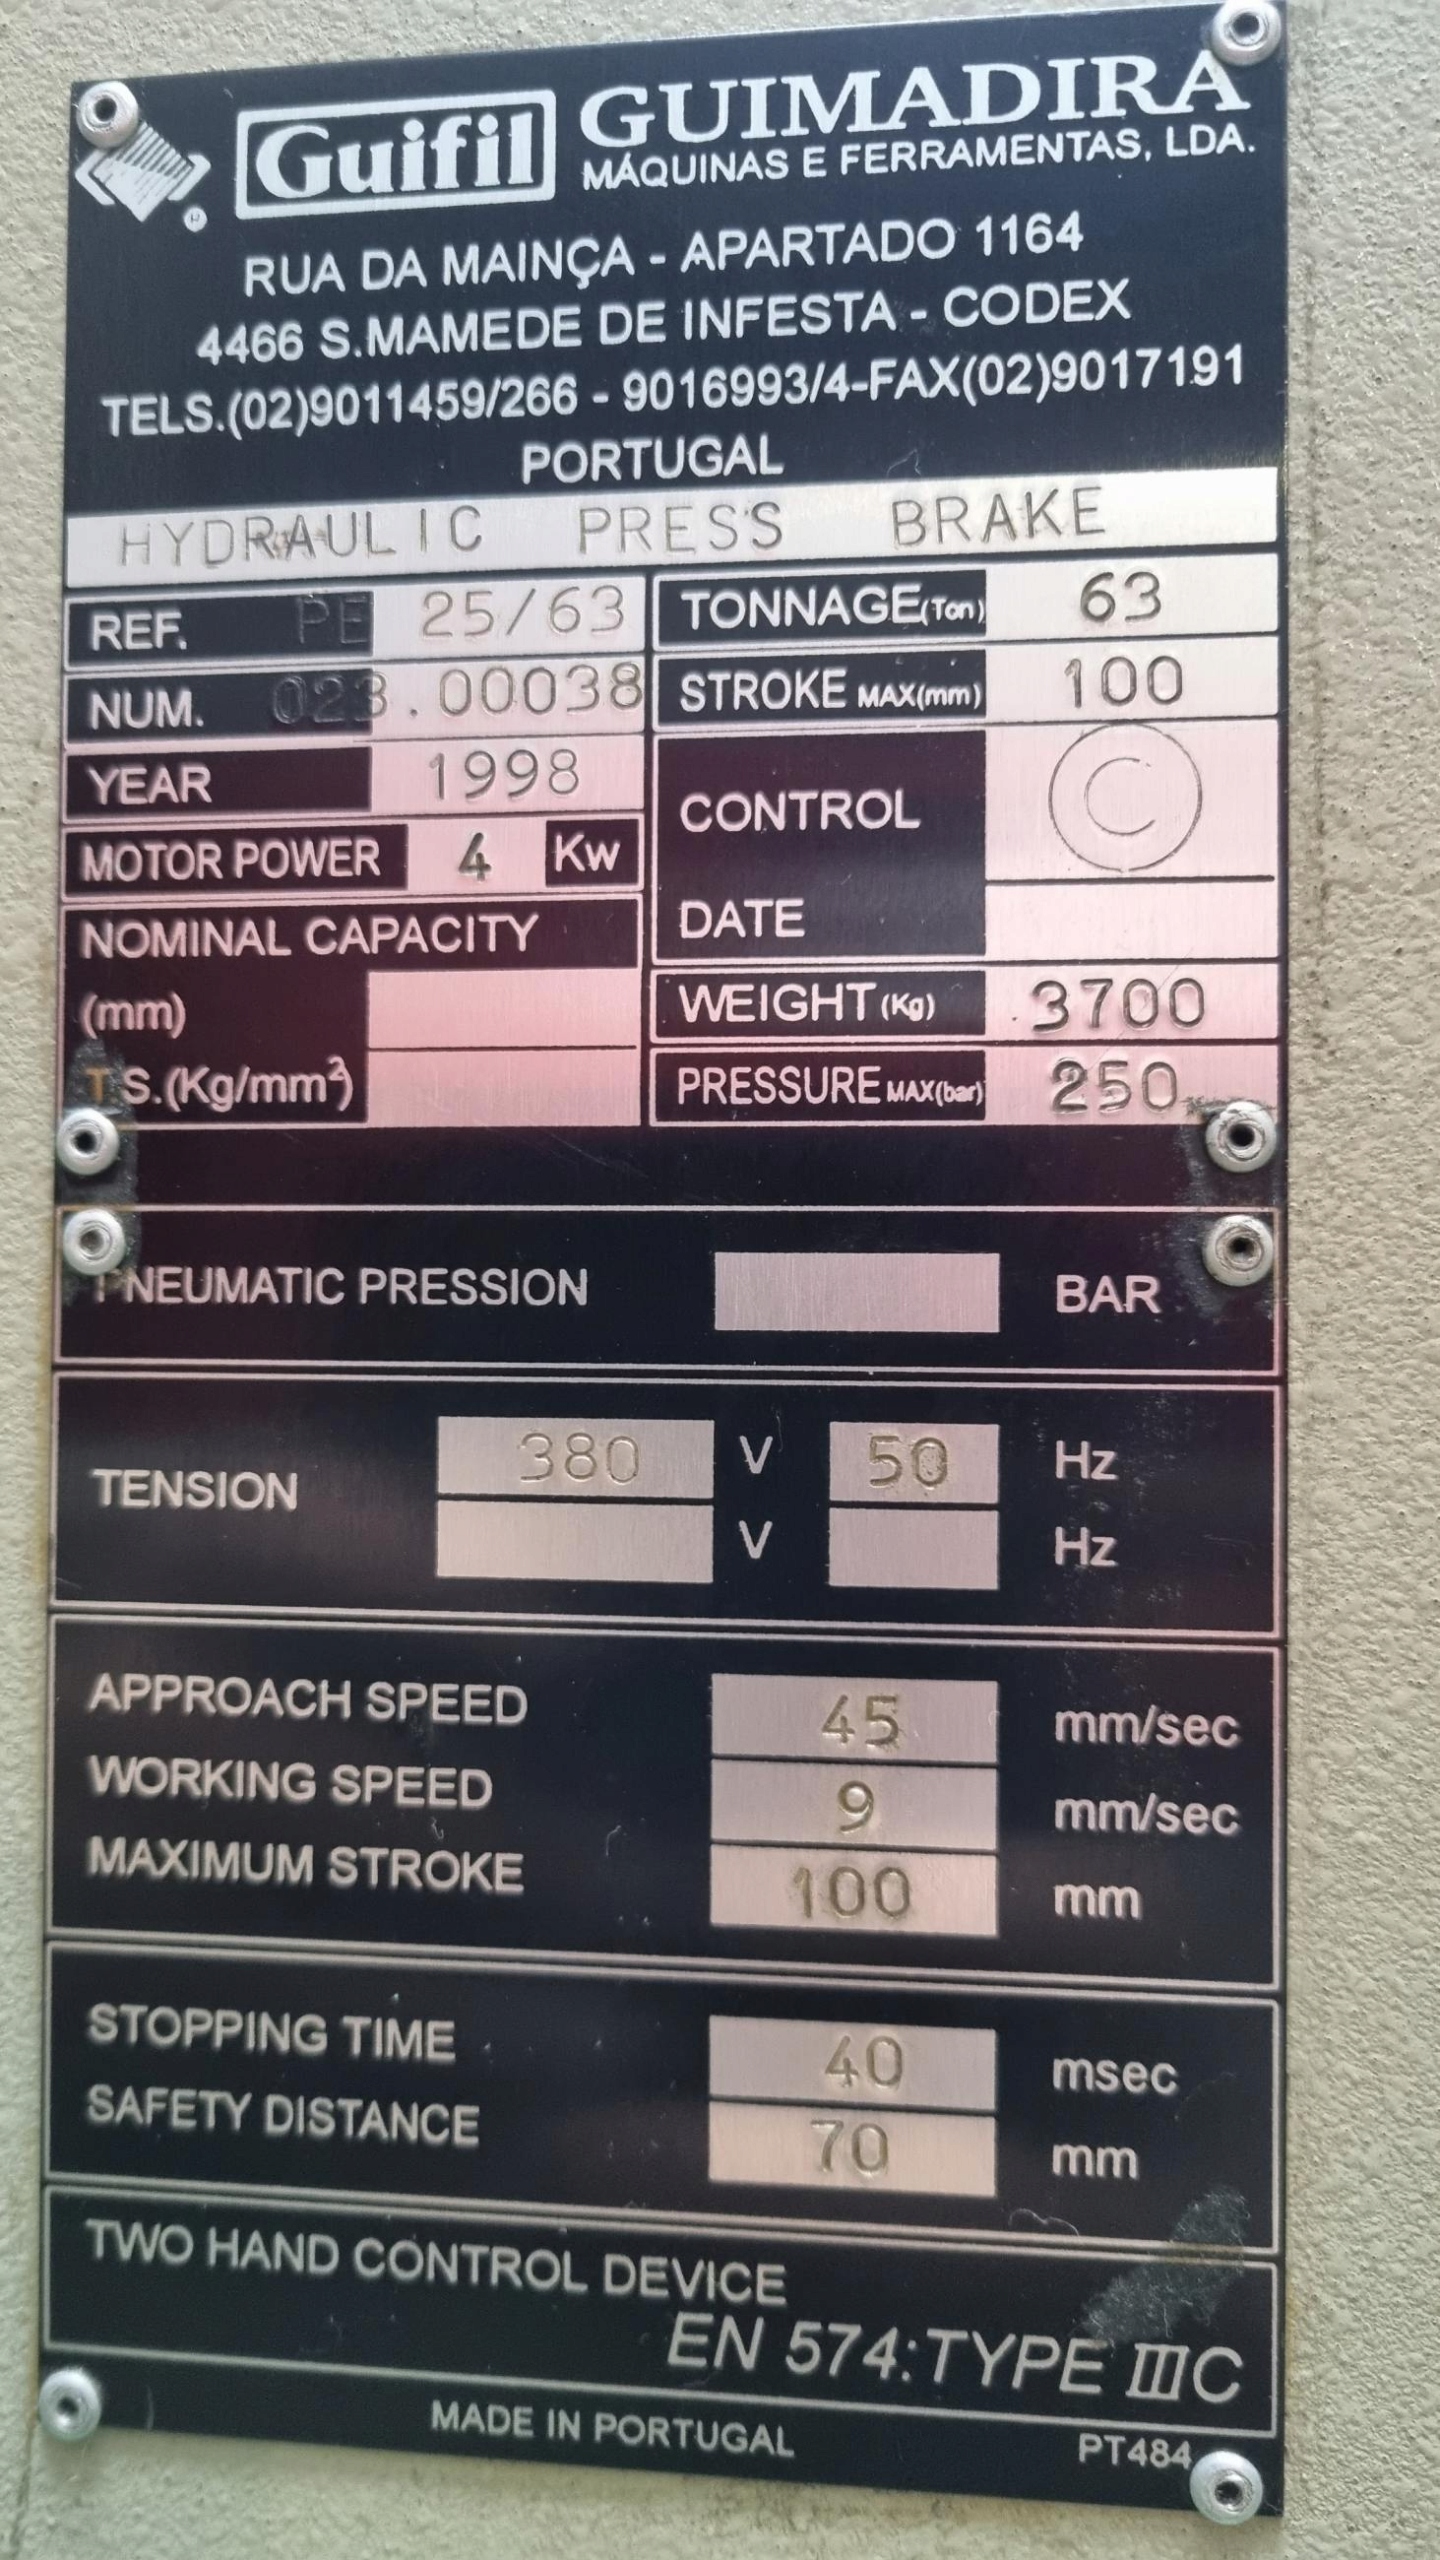 Guifil GUIMADIRA
MÁQUINAS E FERRAMENTAS, LDA.
®
RUA DA MAINÇA - APARTADO 1164
4466 S.MAMEDE DE INFESTA - CODEX
TELS.(02)9011459/266 - 9016993/4-FAX(02)9017191
PORTUGAL
HYDRAULIC PRESS BRAKE
REF. PE 25/63
TONNAGE(Ton) 63
NUM. 023.00038
STROKE MAX(mm) 100
YEAR 1998
CONTROL C
MOTOR POWER 4 Kw
DATE
NOMINAL CAPACITY
(mm)
WEIGHT (Kg) 3700
T.S.(Kg/mm²)
PRESSURE MAX(bar) 250
PNEUMATIC PRESSION BAR
TENSION 380 V 50 Hz
V Hz
APPROACH SPEED 45 mm/sec
WORKING SPEED 9 mm/sec
MAXIMUM STROKE 100 mm
STOPPING TIME 40 msec
SAFETY DISTANCE 70 mm
TWO HAND CONTROL DEVICE
EN 574:TYPE IIIC
MADE IN PORTUGAL
PT484